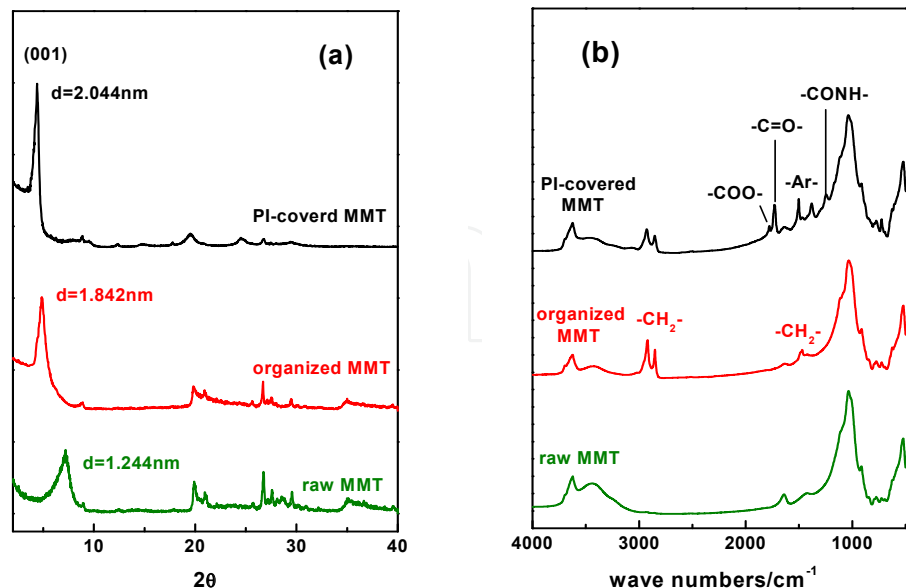 (a)
(001)
d=2.044nm
PI-coverd MMT
d=1.842nm
organized MMT
d=1.244nm
raw MMT
10
20
30
40
2θ
(b)
-CONH-
-C=O-
-Ar-
-COO-
PI-covered
MMT
organized
MMT
-CH₂-
-CH₂-
raw MMT
4000
3000
2000
1000
wave numbers/cm⁻¹